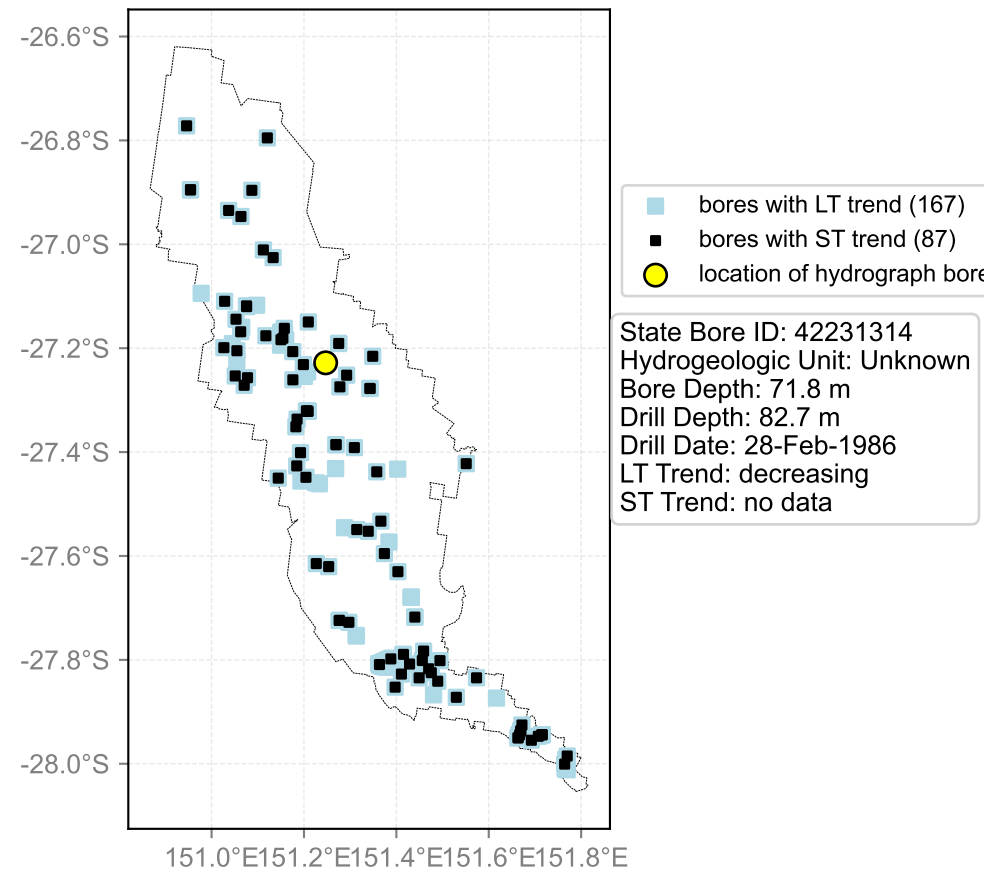 -26.6°S
-26.8°S
-27.0°S
-27.2°S
-27.4°S
-27.6°S
-27.8°S
-28.0°S
151.0°E151.2°E151.4°E151.6°E151.8°E
bores with LT trend (167)
bores with ST trend (87)
location of hydrograph bore
State Bore ID: 42231314
Hydrogeologic Unit: Unknown
Bore Depth: 71.8 m
Drill Depth: 82.7 m
Drill Date: 28-Feb-1986
LT Trend: decreasing
ST Trend: no data